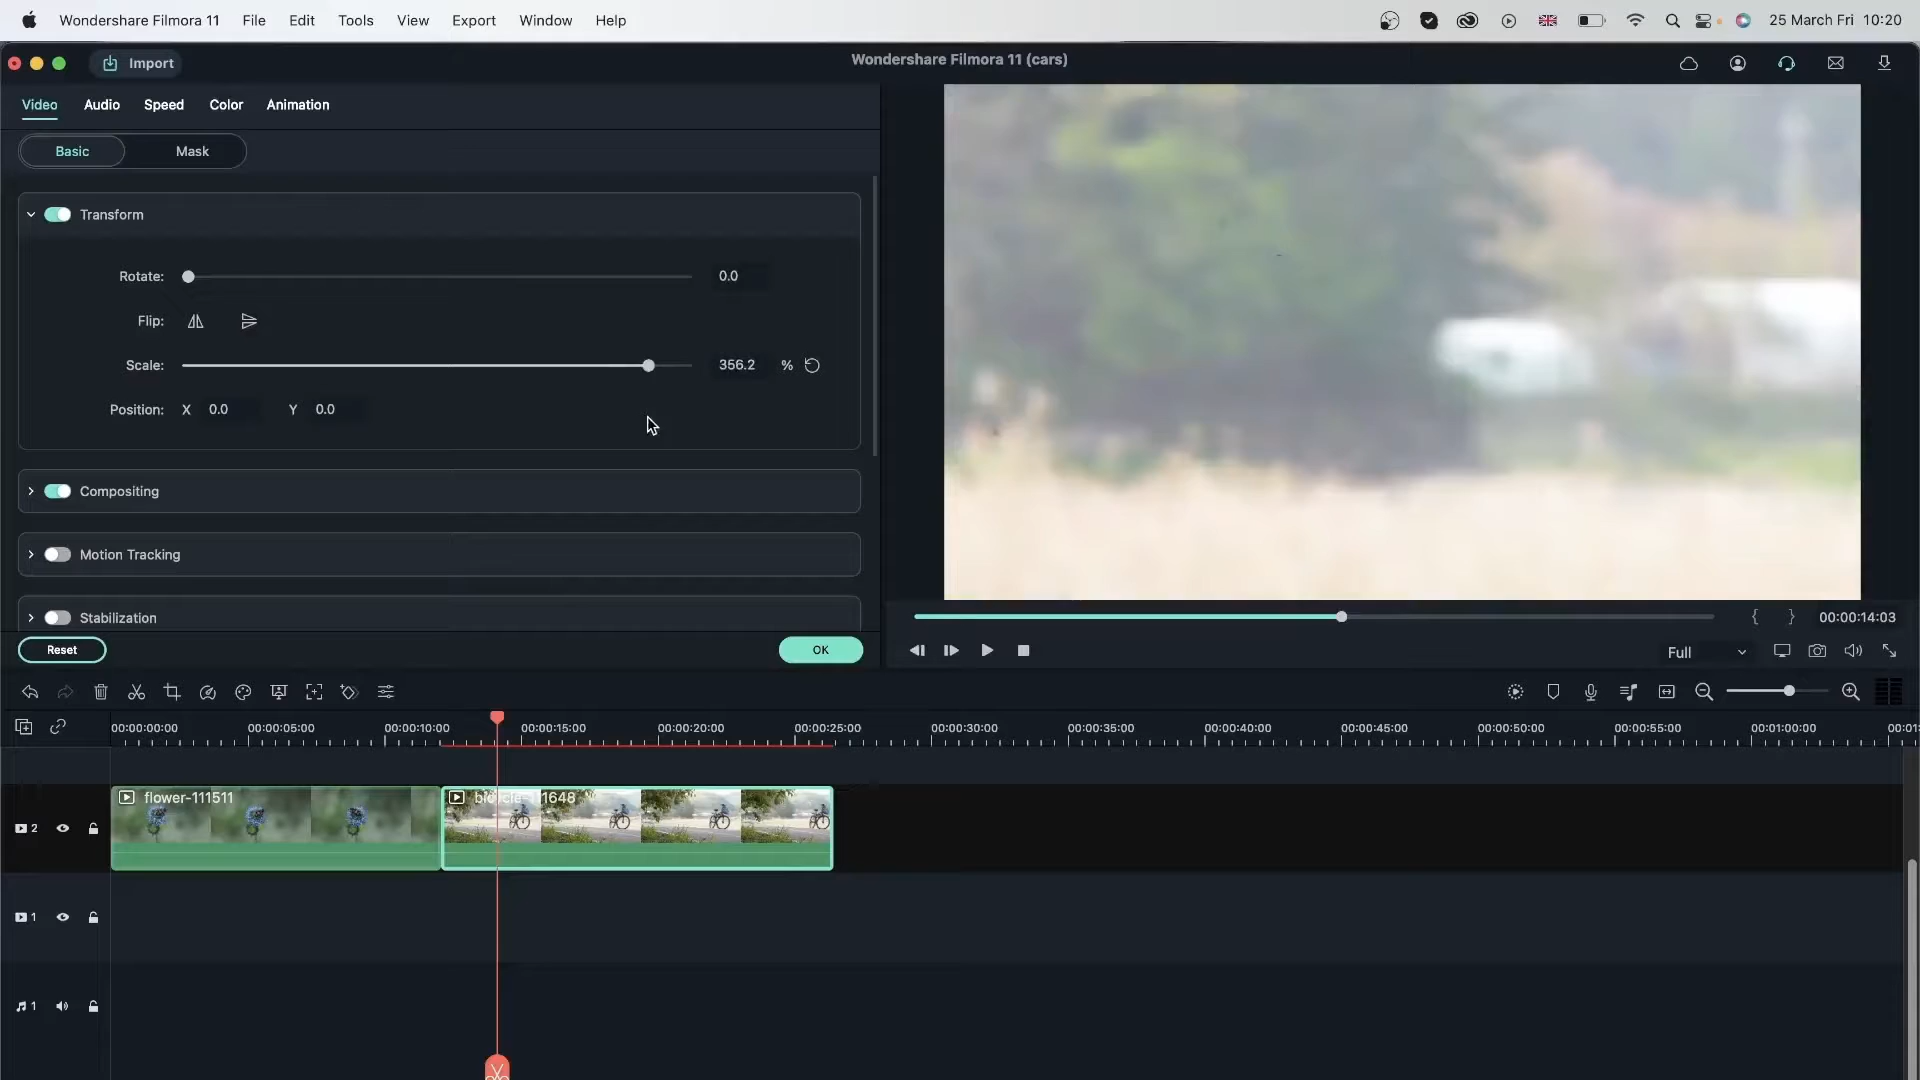 Wondershare Filmora 11 File Edit Tools View Export Window Help 25 March Fri 10:20
Import Wondershare Filmora 11 (cars)
Video Audio Speed Color Animation
Basic Mask
Transform
Rotate: 0.0
Flip:
Scale: 356.2 %
Position: X 0.0 Y 0.0
Compositing
Motion Tracking
Stabilization
{ } 00:00:14:03
Reset OK
Full
00:00:00:00 00:00:05:00 00:00:10:00 00:00:15:00 00:00:20:00 00:00:25:00 00:00:30:00 00:00:35:00 00:00:40:00 00:00:45:00 00:00:50:00 00:00:55:00 00:01:00:00 00:01:
flower-111511
2
1
1